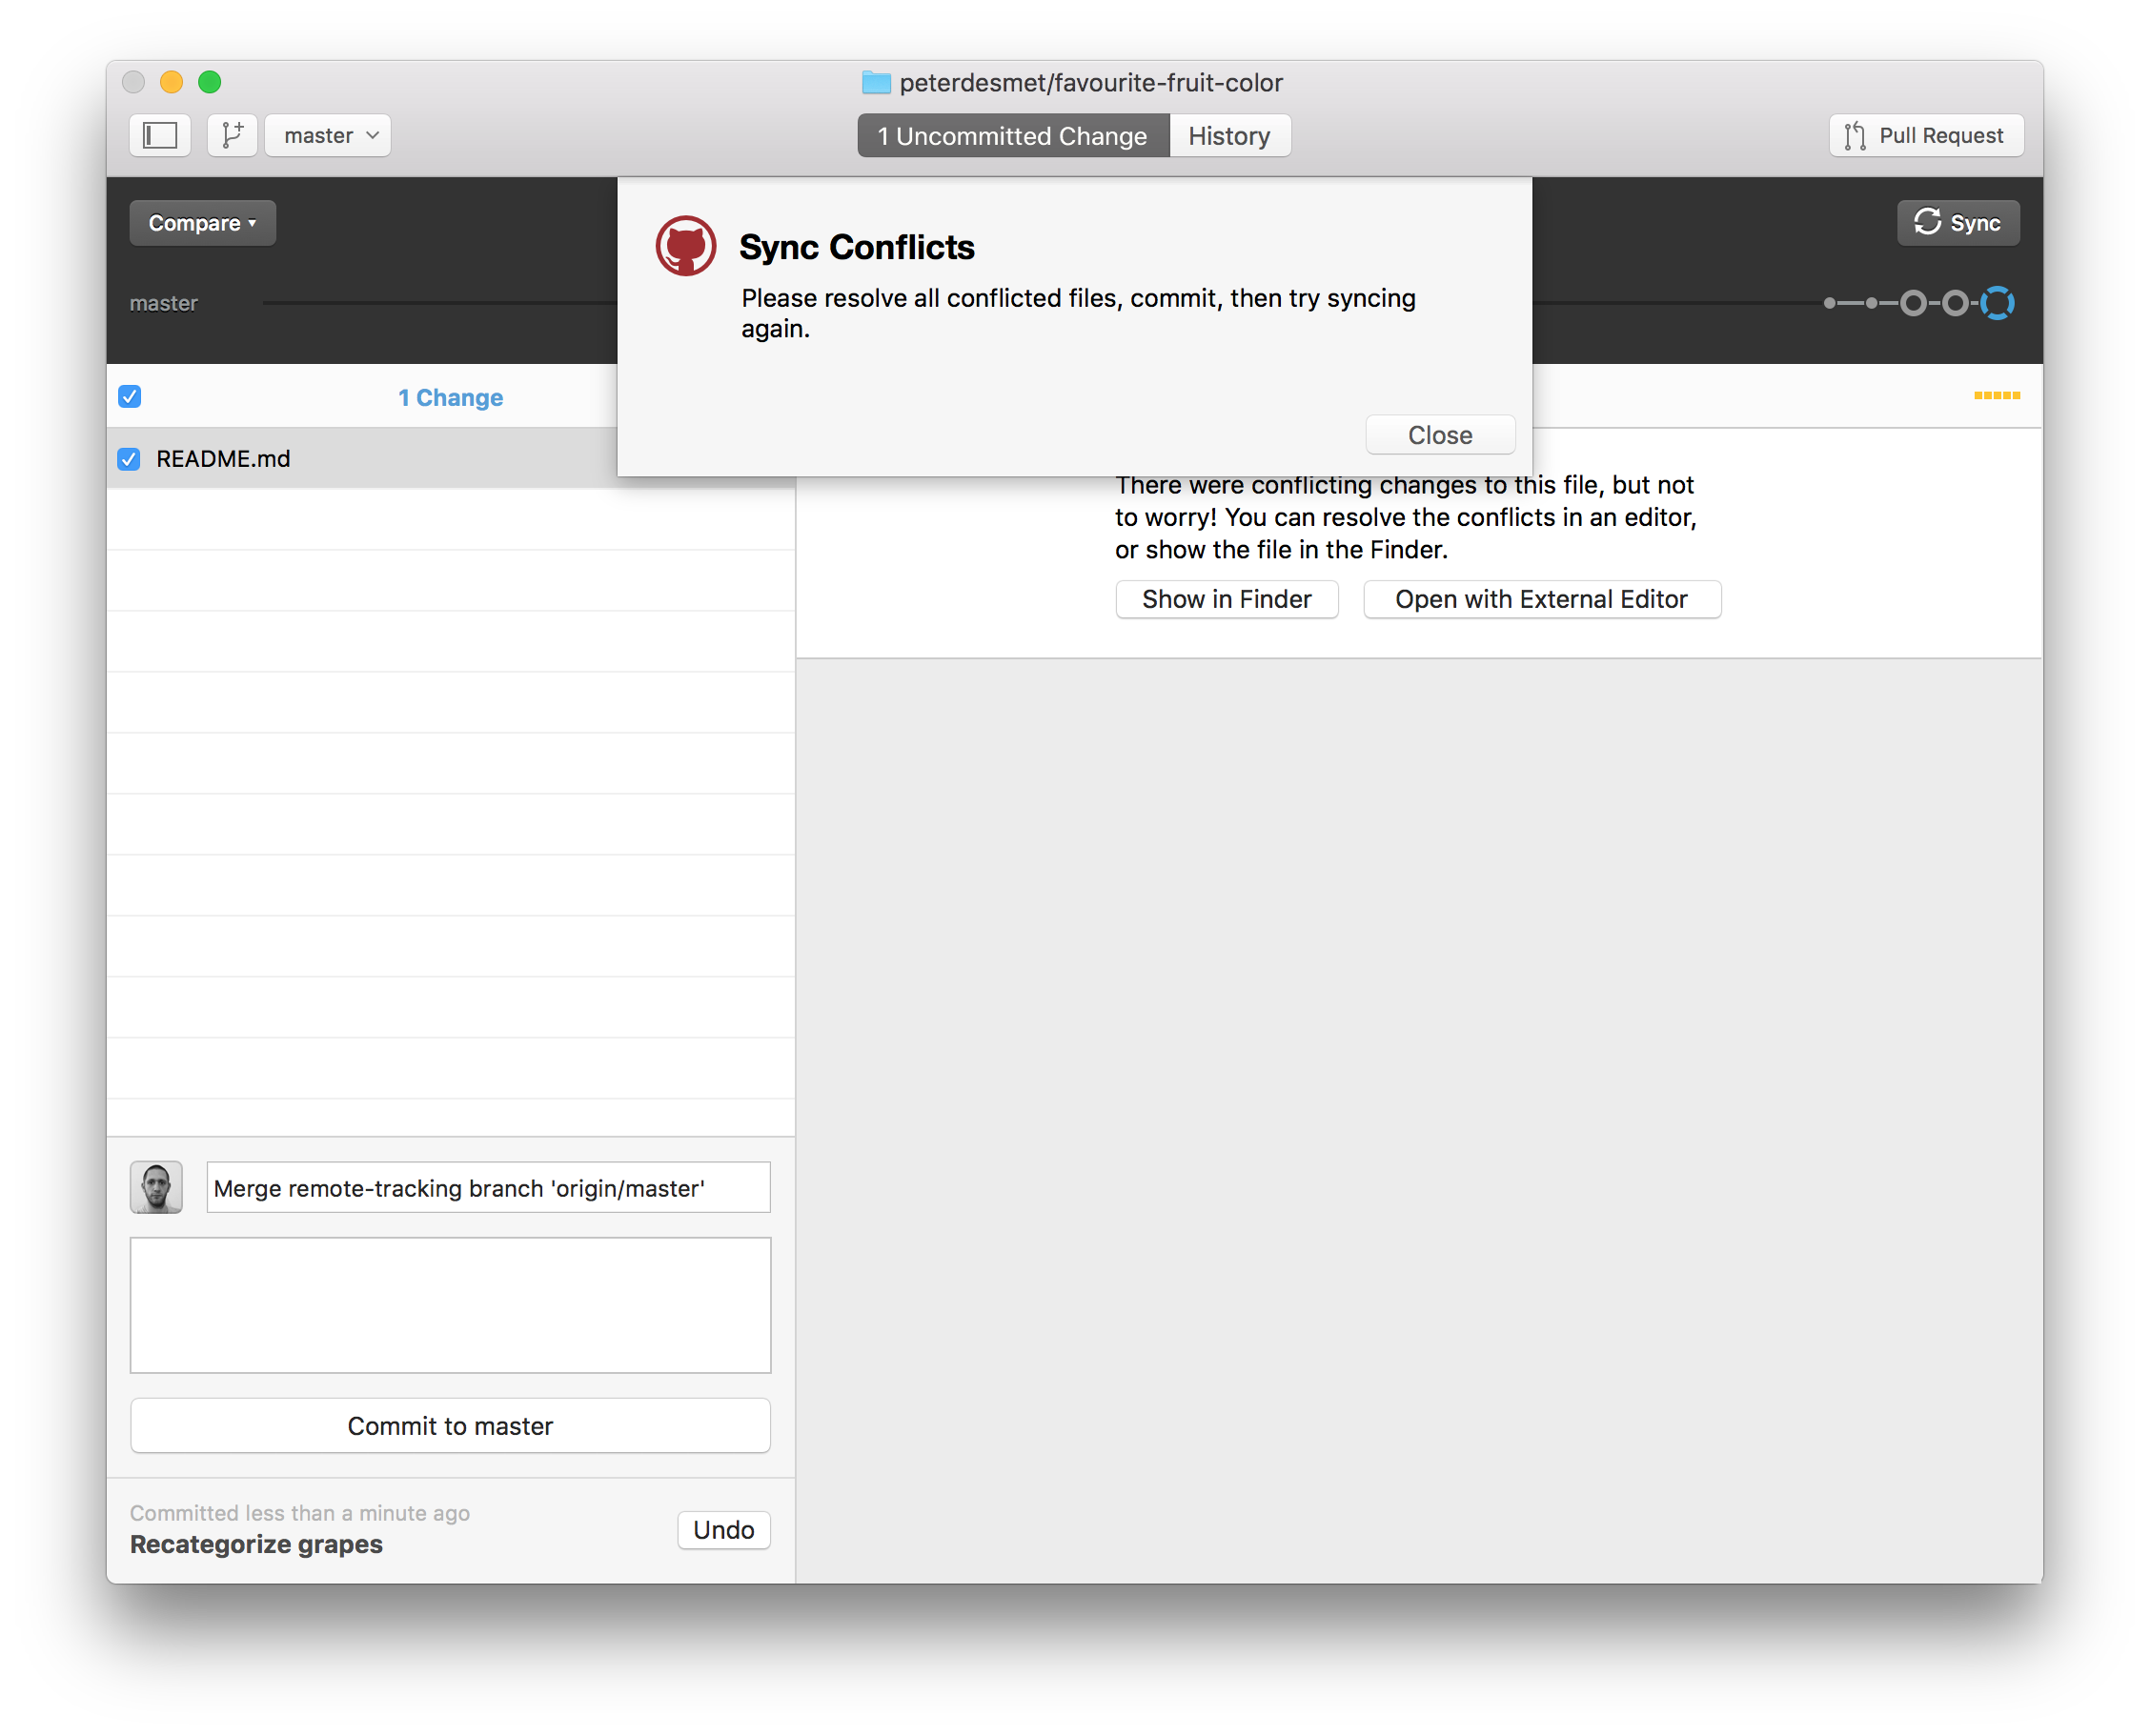 peterdesmet/favourite-fruit-color
master
1 Uncommitted Change
History
Pull Request
Compare
Sync
master
Sync Conflicts
Please resolve all conflicted files, commit, then try syncing
again.
Close
1 Change
README.md
There were conflicting changes to this file, but not
to worry! You can resolve the conflicts in an editor,
or show the file in the Finder.
Show in Finder
Open with External Editor
Merge remote-tracking branch 'origin/master'
Commit to master
Committed less than a minute ago
Recategorize grapes
Undo